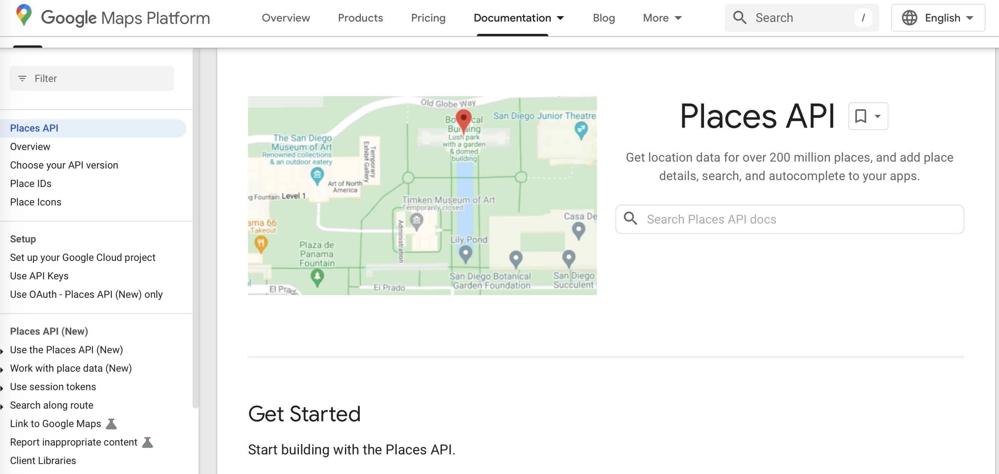 Google Maps Platform
Overview
Products
Pricing
Documentation
Blog
More
Search
/
English
Filter
Places API
Overview
Choose your API version
Place IDs
Place Icons
Setup
Set up your Google Cloud project
Use API Keys
Use OAuth - Places API (New) only
Places API (New)
Use the Places API (New)
Work with place data (New)
Use session tokens
Search along route
Link to Google Maps
Report inappropriate content
Client Libraries
Old Globe Way
San Diego Junior Theatre
Lush park
with a garden
& domed
building
The San Diego
Museum of Art
Renowned collections
& an outdoor eatery
Temporary
Exhibit Gallery
Art of North
America
Fountain
Level 1
Timken Museum of Art
Temporarily closed
Administration
Casa De
ama 66
Takeout
Plaza de
Panama
Fountain
Lily Pond
San Diego Botanical
Garden Foundation
San Diego
Succulent
El Prado
El Prado
Places API
Get location data for over 200 million places, and add place
details, search, and autocomplete to your apps.
Search Places API docs
Get Started
Start building with the Places API.